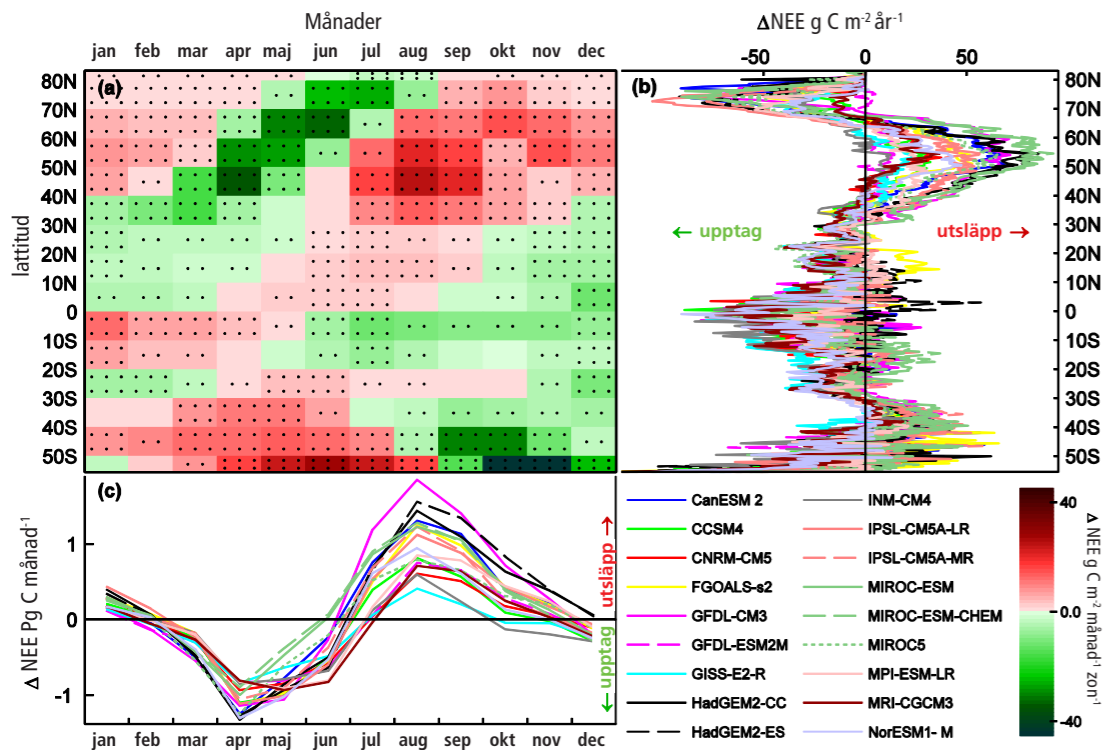 Månader
jan feb mar apr maj jun jul aug sep okt nov dec
(a)
lattitud
80N
70N
60N
50N
40N
30N
20N
10N
0
10S
20S
30S
40S
50S
ΔNEE g C m⁻² år⁻¹
-50 0 50
(b)
← upptag
utsläpp →
80N
70N
60N
50N
40N
30N
20N
10N
0
10S
20S
30S
40S
50S
(c)
Δ NEE Pg C månad⁻¹
1
0
-1
utsläpp →
← upptag
jan feb mar apr maj jun jul aug sep okt nov dec
CanESM 2
CCSM4
CNRM-CM5
FGOALS-s2
GFDL-CM3
GFDL-ESM2M
GISS-E2-R
HadGEM2-CC
HadGEM2-ES
INM-CM4
IPSL-CM5A-LR
IPSL-CM5A-MR
MIROC-ESM
MIROC-ESM-CHEM
MIROC5
MPI-ESM-LR
MRI-CGCM3
NorESM1- M
40
0.0
-40
Δ NEE g C m⁻² månad⁻¹ zon⁻¹